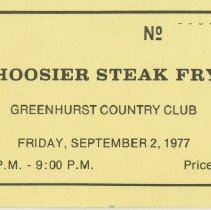 Nº
HOOSIER STEAK FRY
GREENHURST COUNTRY CLUB
FRIDAY, SEPTEMBER 2, 1977
P.M. - 9:00 P.M. Price